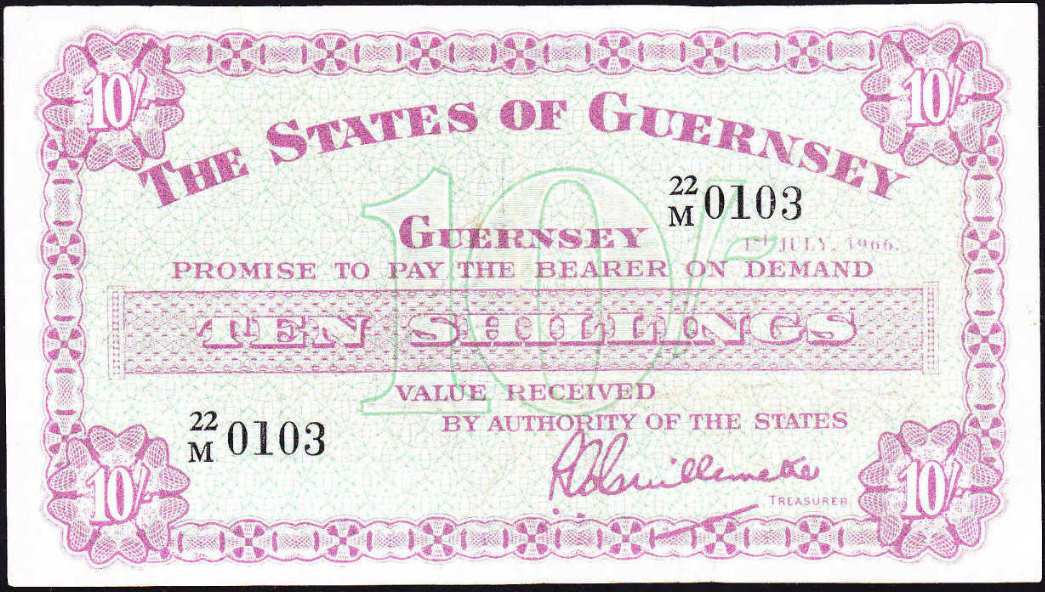 10/- 10/-
THE STATES OF GUERNSEY
10/-
22/M 0103
GUERNSEY
1st JULY, 1966.
PROMISE TO PAY THE BEARER ON DEMAND
TEN SHILLINGS
VALUE RECEIVED
BY AUTHORITY OF THE STATES
22/M 0103
TREASURER
10/- 10/-